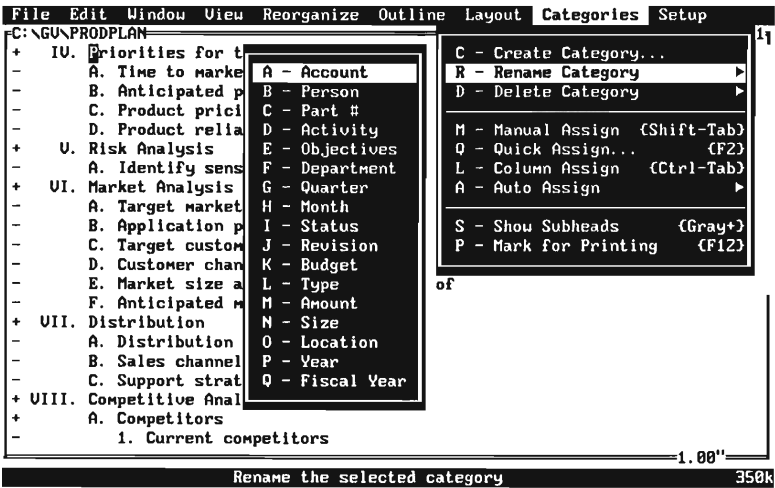 File Edit Window View Reorganize Outline Layout Categories Setup
C:\GV\PRODPLAN 1
+ IV. Priorities for t
- A. Time to marke
- B. Anticipated p
- C. Product prici
- D. Product relia
+ V. Risk Analysis
- A. Identify sens
+ VI. Market Analysis
- A. Target market
- B. Application p
- C. Target custom
- D. Customer chan
- E. Market size a
- F. Anticipated m
+ VII. Distribution
- A. Distribution
- B. Sales channel
- C. Support strat
+ VIII. Competitive Anal
+ A. Competitors
- 1. Current competitors
A - Account
B - Person
C - Part #
D - Activity
E - Objectives
F - Department
G - Quarter
H - Month
I - Status
J - Revision
K - Budget
L - Type
M - Amount
N - Size
O - Location
P - Year
Q - Fiscal Year
C - Create Category...
R - Rename Category ►
D - Delete Category ►
M - Manual Assign {Shift-Tab}
Q - Quick Assign... {F2}
L - Column Assign {Ctrl-Tab}
A - Auto Assign ►
S - Show Subheads {Gray+}
P - Mark for Printing {F12}
of
1.00"
Rename the selected category 350k